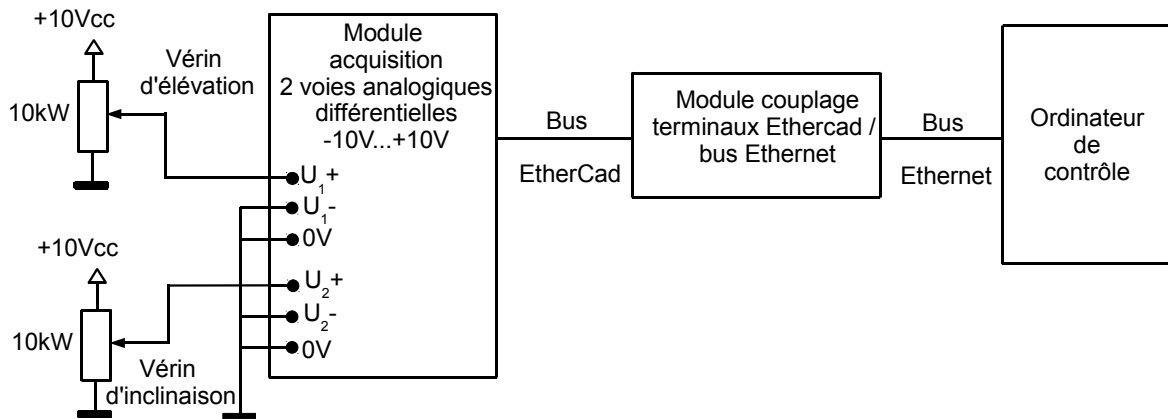 +10Vcc
10kW
Vérin
d'élévation
Module
acquisition
2 voies analogiques
différentielles
-10V...+10V
U1+
U1-
0V
U2+
U2-
0V
+10Vcc
10kW
Vérin
d'inclinaison
Bus
EtherCad
Module couplage
terminaux Ethercad /
bus Ethernet
Bus
Ethernet
Ordinateur
de
contrôle